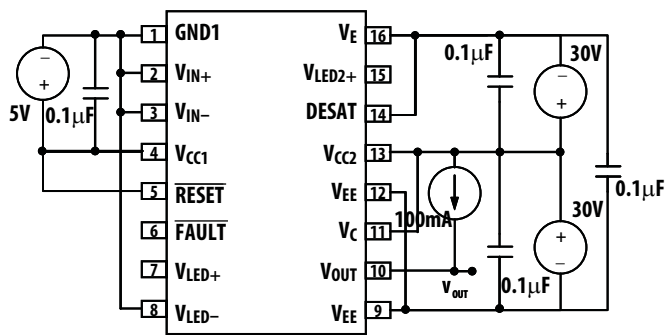 1 GND1
2 VIN+
3 VIN–
4 VCC1
5 RESET
6 FAULT
7 VLED+
8 VLED–
VE 16
VLED2+ 15
DESAT 14
VCC2 13
VEE 12
VC 11
VOUT 10
VEE 9
5V
–
+
0.1µF
0.1µF
30V
–
+
100mA
0.1µF
30V
+
–
0.1µF
VOUT